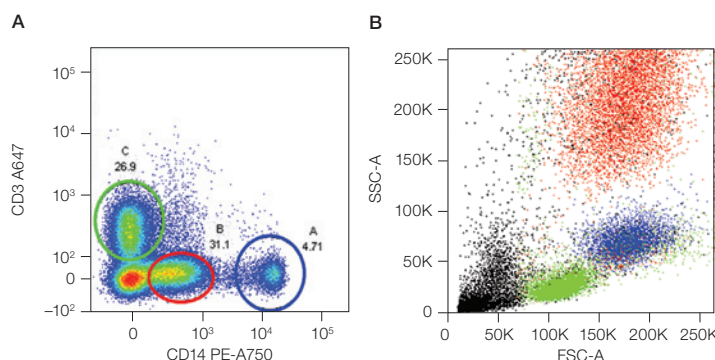 A
CD3 A647
10⁵
10⁴
10³
10²
0
−10²
C
26.9
B
31.1
A
4.71
0
10³
10⁴
10⁵
CD14 PE-A750
B
SSC-A
250K
200K
150K
100K
50K
0
0
50K
100K
150K
200K
250K
FSC-A